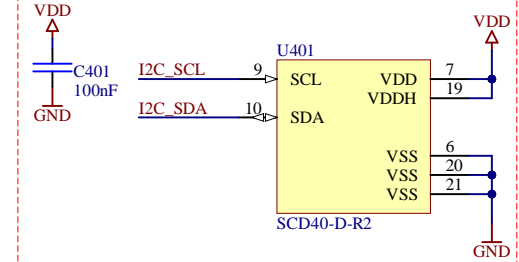 VDD
C401
100nF
GND
I2C_SCL
I2C_SDA
U401
9 SCL
10 SDA
VDD 7
VDDH 19
VSS 6
VSS 20
VSS 21
SCD40-D-R2
VDD
GND